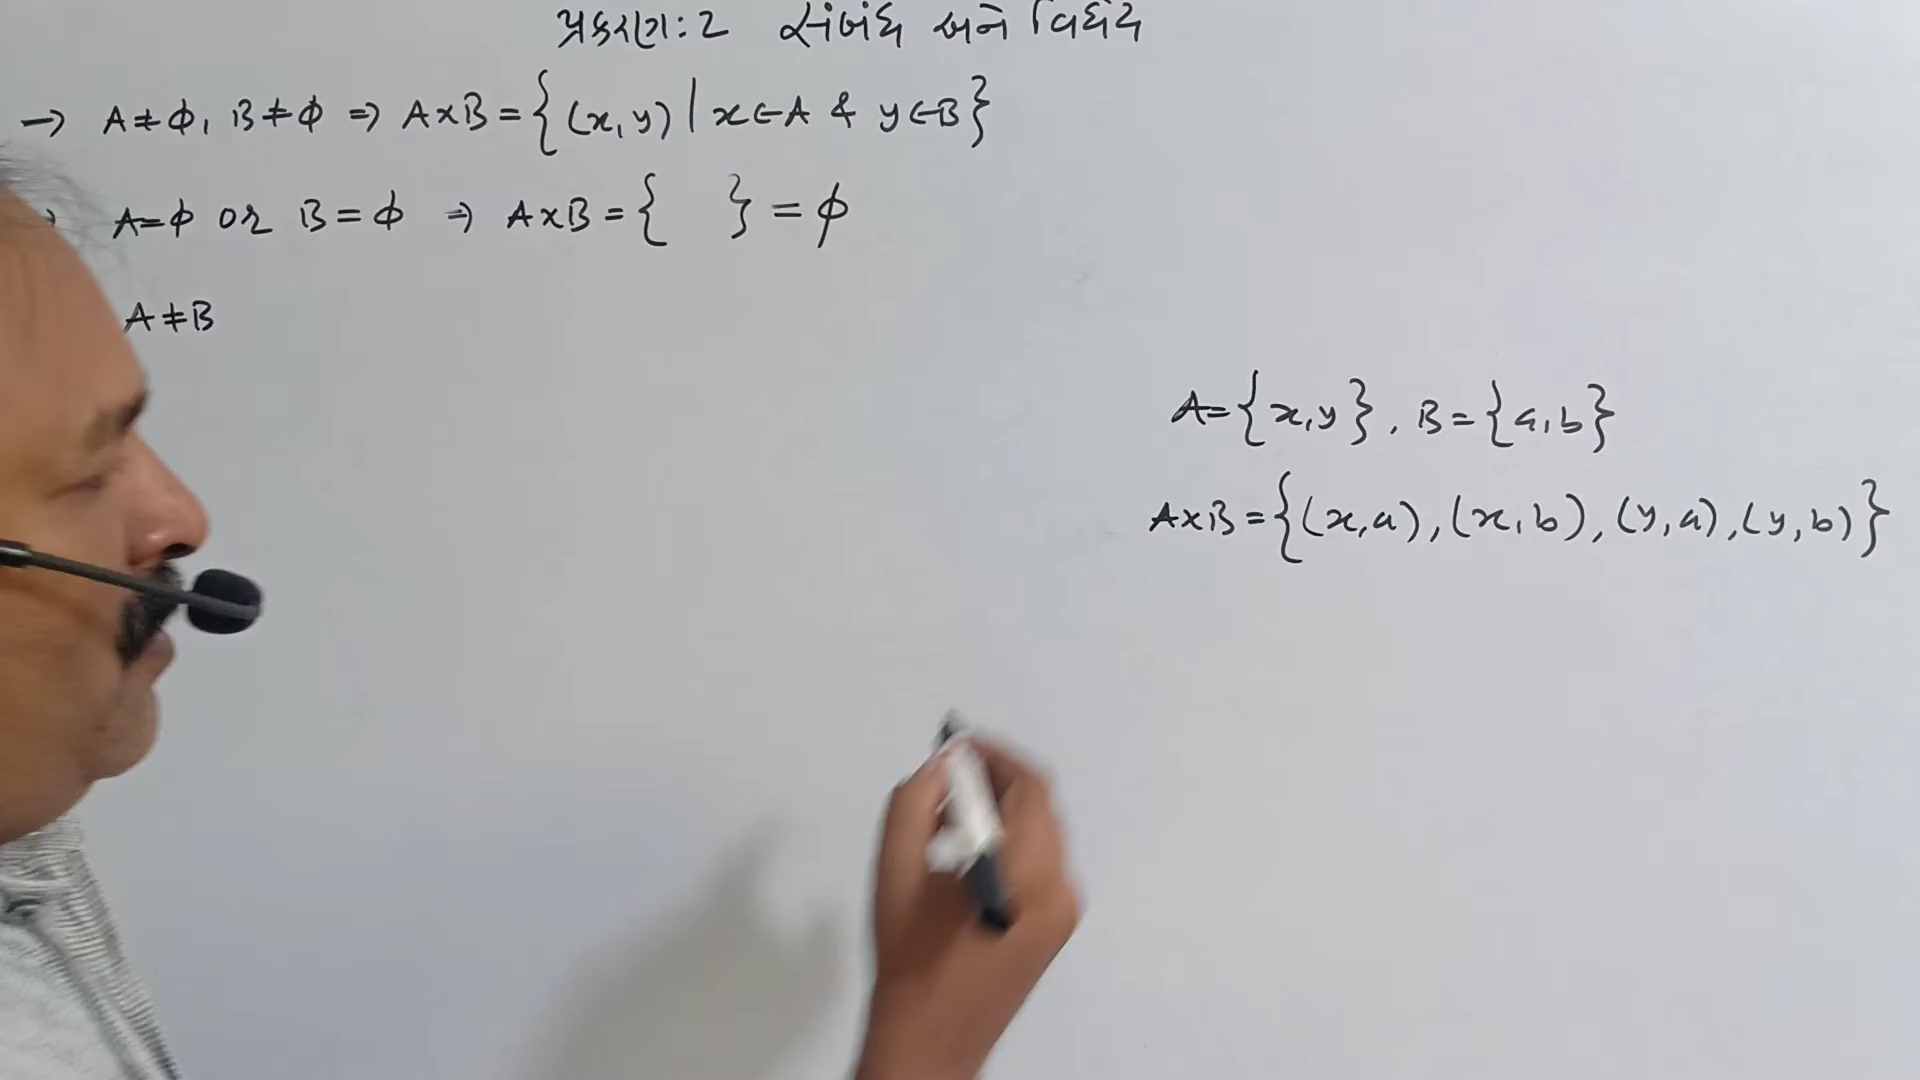 પ્રકરણ: 2 સંબંધ અને વિધેય
→ A≠ϕ, B≠ϕ ⇒ A×B = {(x, y) | x∈A & y∈B}
A=ϕ or B=ϕ ⇒ A×B = { } = ϕ
A≠B
A={x,y}, B={a,b}
A×B={(x,a),(x,b),(y,a),(y,b)}